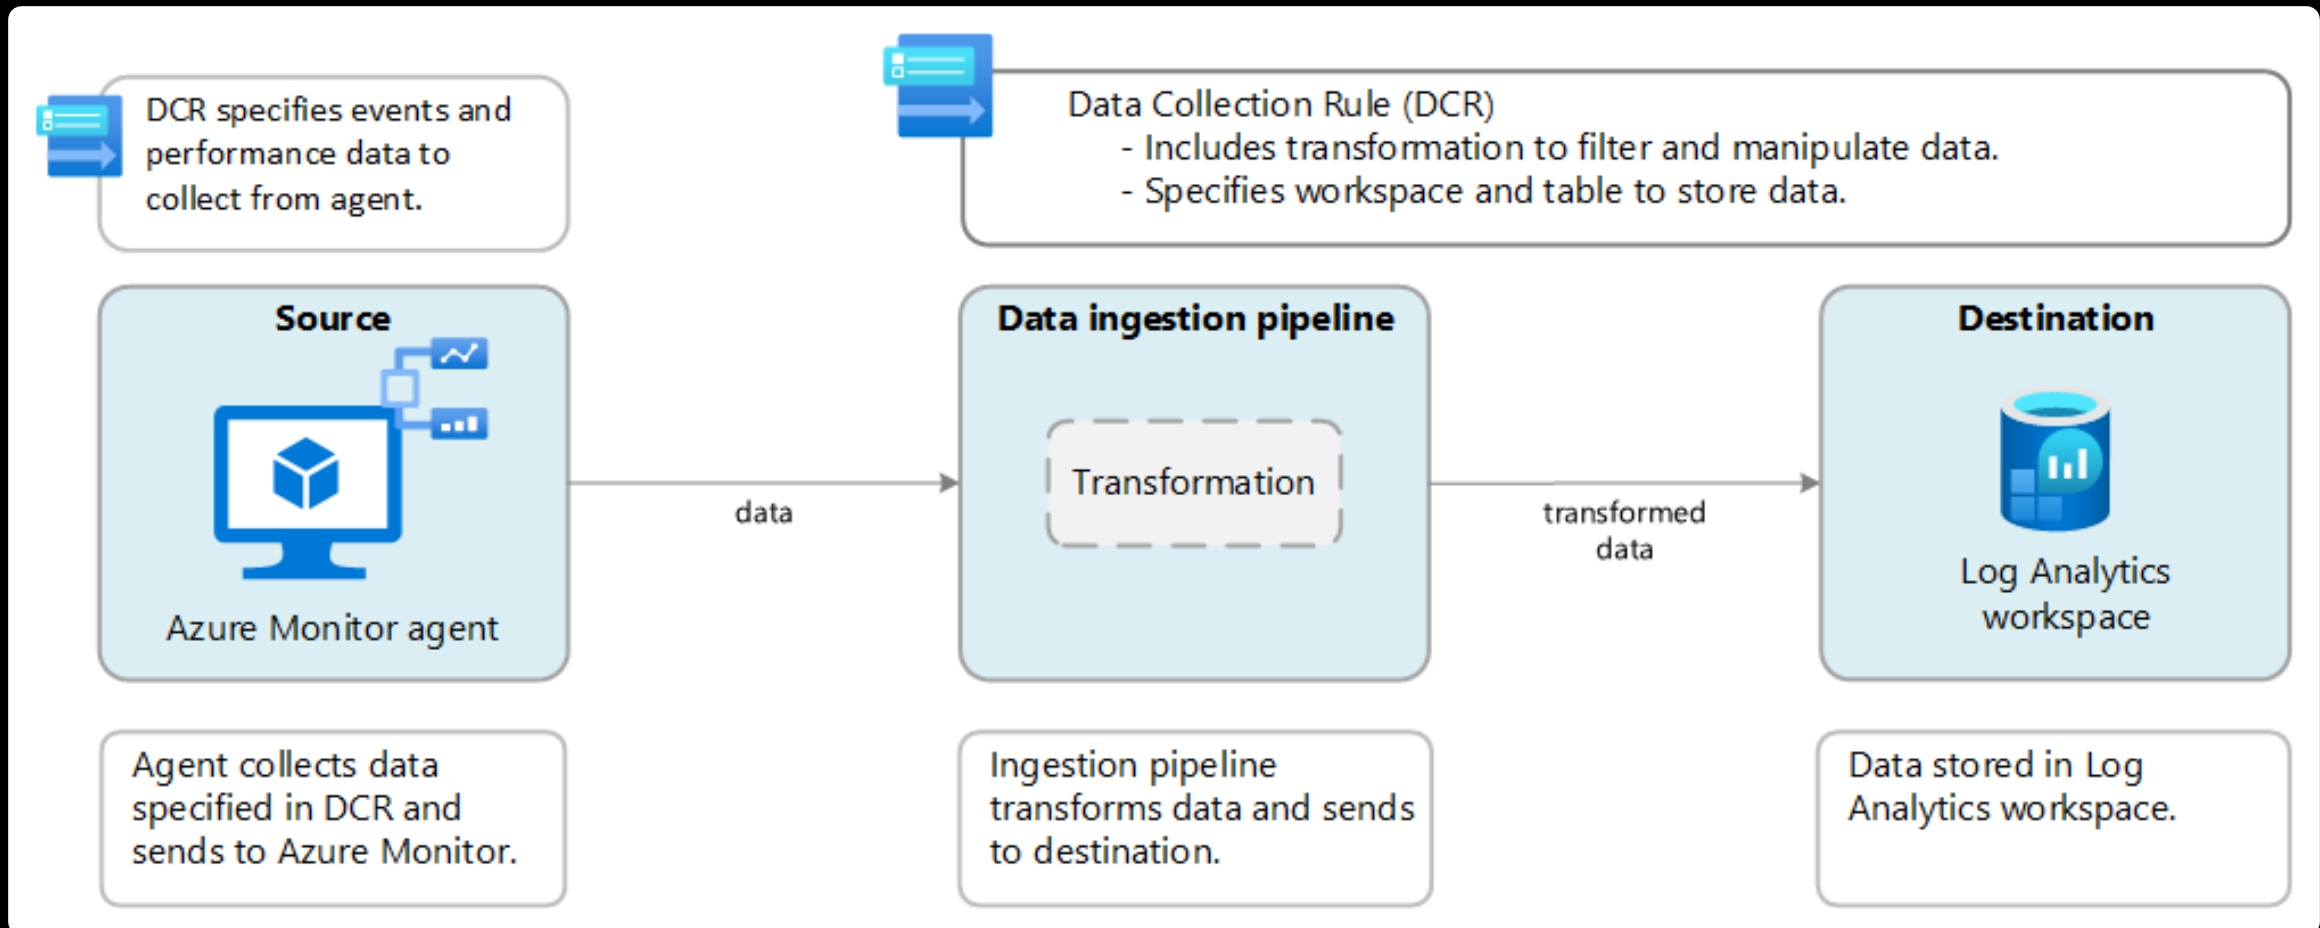 DCR specifies events and
performance data to
collect from agent.
Data Collection Rule (DCR)
- Includes transformation to filter and manipulate data.
- Specifies workspace and table to store data.
Source
Azure Monitor agent
data
Data ingestion pipeline
Transformation
transformed
data
Destination
Log Analytics
workspace
Agent collects data
specified in DCR and
sends to Azure Monitor.
Ingestion pipeline
transforms data and sends
to destination.
Data stored in Log
Analytics workspace.